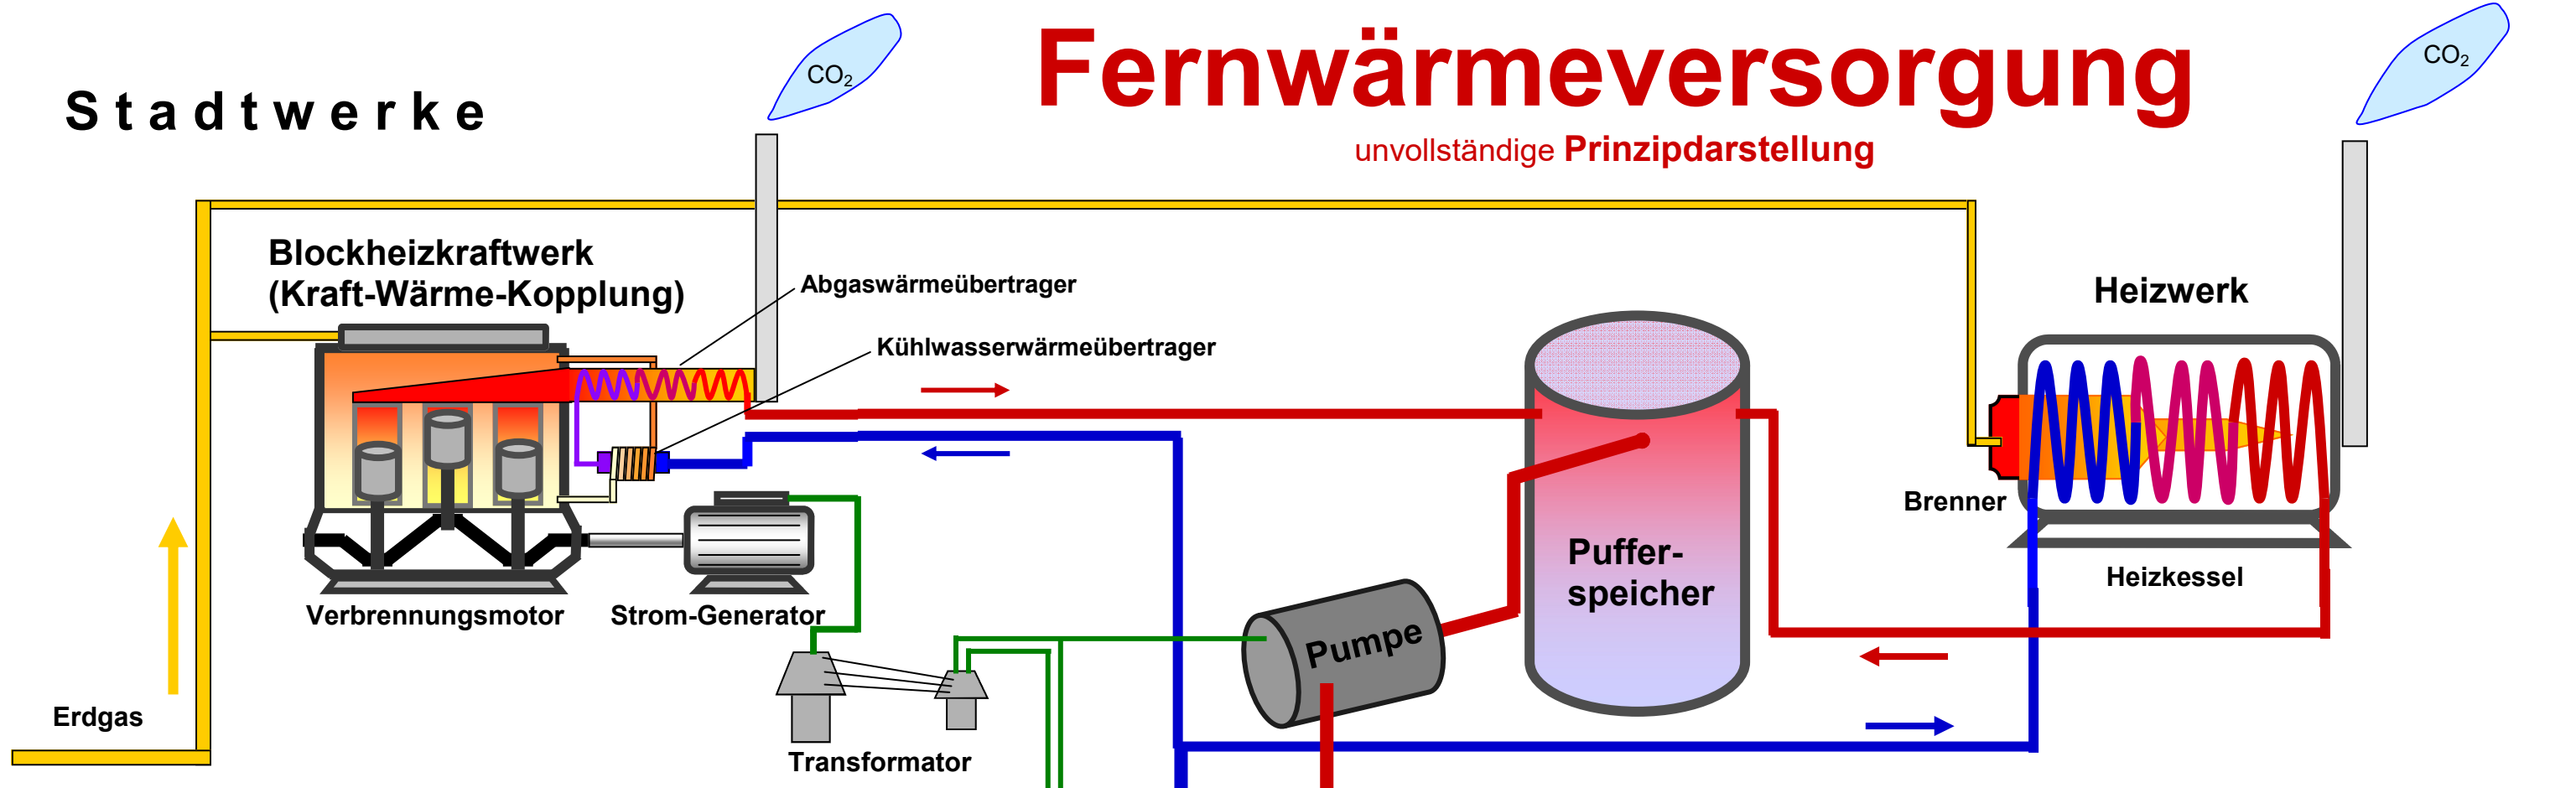 Stadtwerke
CO₂
Fernwärmeversorgung
unvollständige Prinzipdarstellung
CO₂
Blockheizkraftwerk
(Kraft-Wärme-Kopplung)
Abgaswärmeübertrager
Kühlwasserwärmeübertrager
Heizwerk
Brenner
Heizkessel
Puffer-
speicher
Verbrennungsmotor
Strom-Generator
Pumpe
Erdgas
Transformator